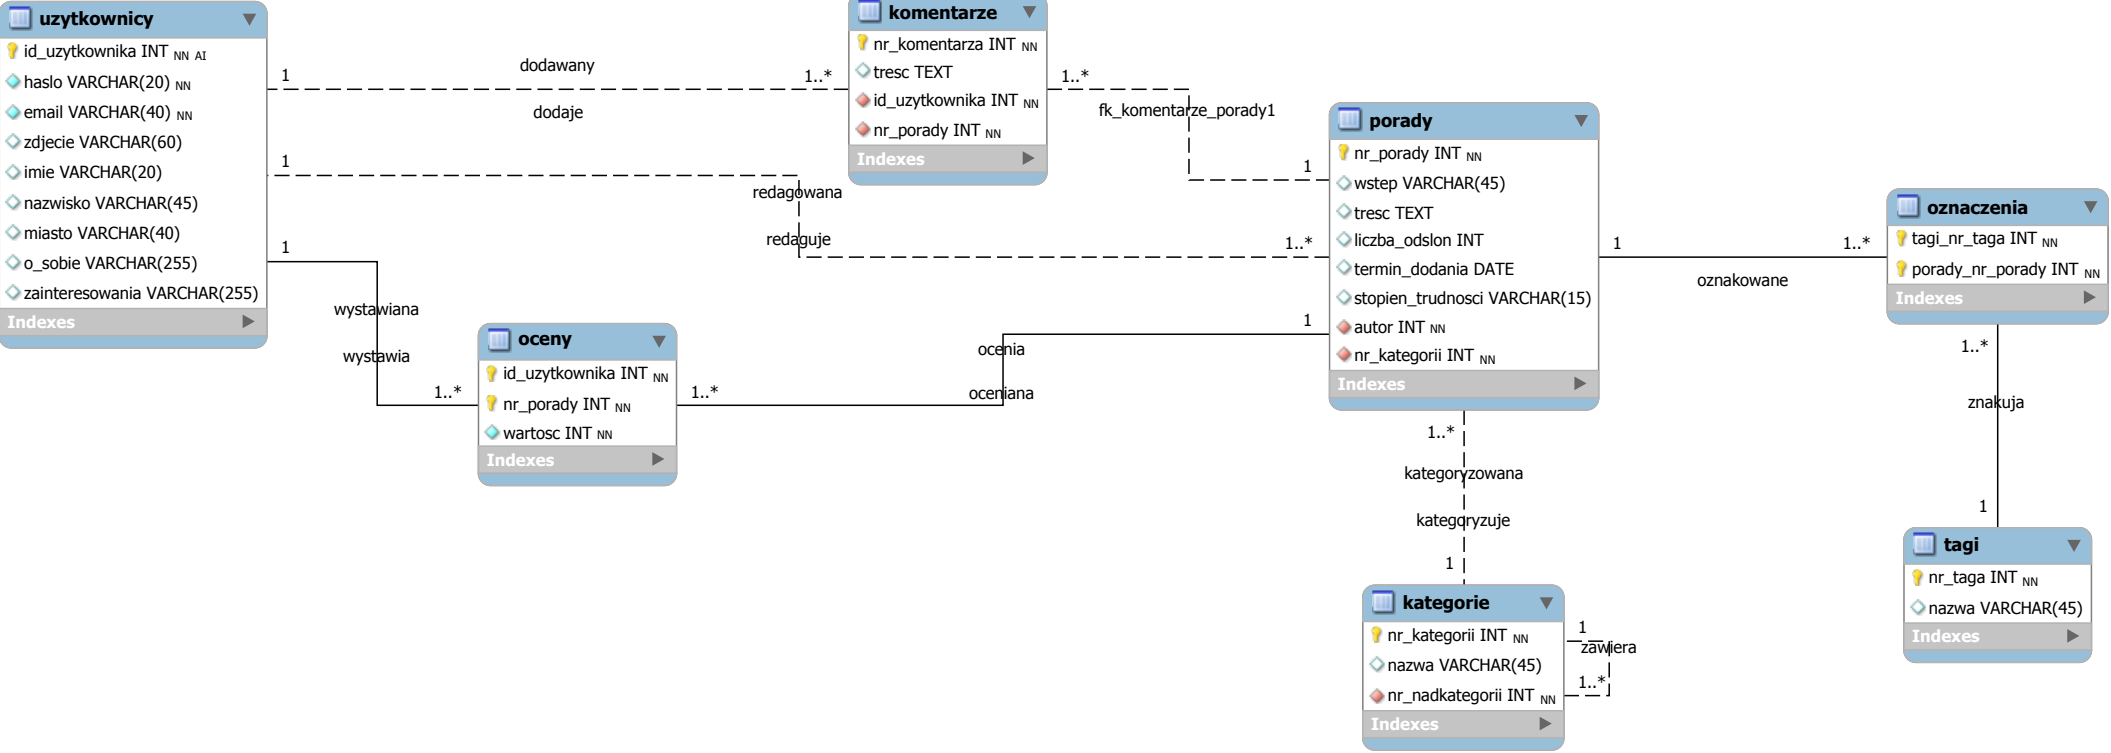 uzytkownicy
id_uzytkownika INT NN AI
haslo VARCHAR(20) NN
email VARCHAR(40) NN
zdjecie VARCHAR(60)
imie VARCHAR(20)
nazwisko VARCHAR(45)
miasto VARCHAR(40)
o_sobie VARCHAR(255)
zainteresowania VARCHAR(255)
Indexes
1
dodawany
1..*
dodaje
1
redagowana
redaguje
1..*
1
wystawiana
wystawia
1..*
komentarze
nr_komentarza INT NN
tresc TEXT
id_uzytkownika INT NN
nr_porady INT NN
Indexes
1..*
fk_komentarze_porady1
1
oceny
id_uzytkownika INT NN
nr_porady INT NN
wartosc INT NN
Indexes
1..*
ocenia
oceniana
1
porady
nr_porady INT NN
wstep VARCHAR(45)
tresc TEXT
liczba_odslon INT
termin_dodania DATE
stopien_trudnosci VARCHAR(15)
autor INT NN
nr_kategorii INT NN
Indexes
1
1..*
oznakowane
oznaczenia
tagi_nr_taga INT NN
porady_nr_porady INT NN
Indexes
1..*
znakuja
1
tagi
nr_taga INT NN
nazwa VARCHAR(45)
Indexes
1..*
kategoryzowana
kategoryzuje
1
kategorie
nr_kategorii INT NN
nazwa VARCHAR(45)
nr_nadkategorii INT NN
Indexes
1
zawiera
1..*